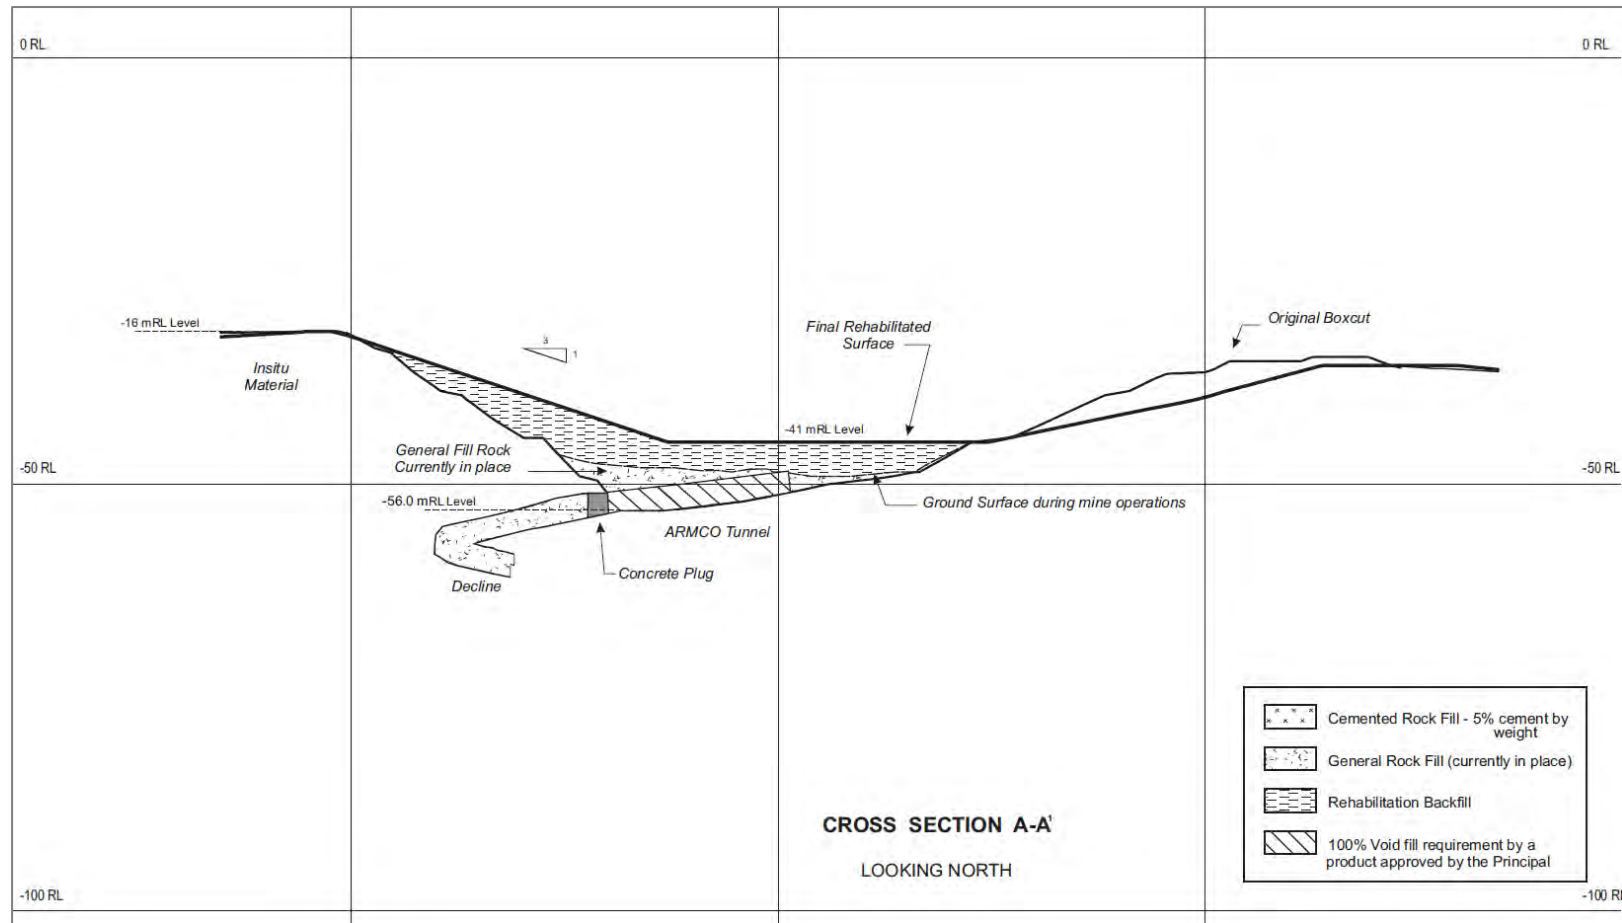 0 RL
0 RL
-16 mRL Level
Insitu
Material
3
1
Final Rehabilitated
Surface
Original Boxcut
-41 mRL Level
General Fill Rock
Currently in place
-50 RL
-50 RL
-56.0 mRL Level
Ground Surface during mine operations
ARMCO Tunnel
Concrete Plug
Decline
Cemented Rock Fill - 5% cement by
weight
General Rock Fill (currently in place)
Rehabilitation Backfill
100% Void fill requirement by a
product approved by the Principal
CROSS SECTION A-A'
LOOKING NORTH
-100 RL
-100 RL